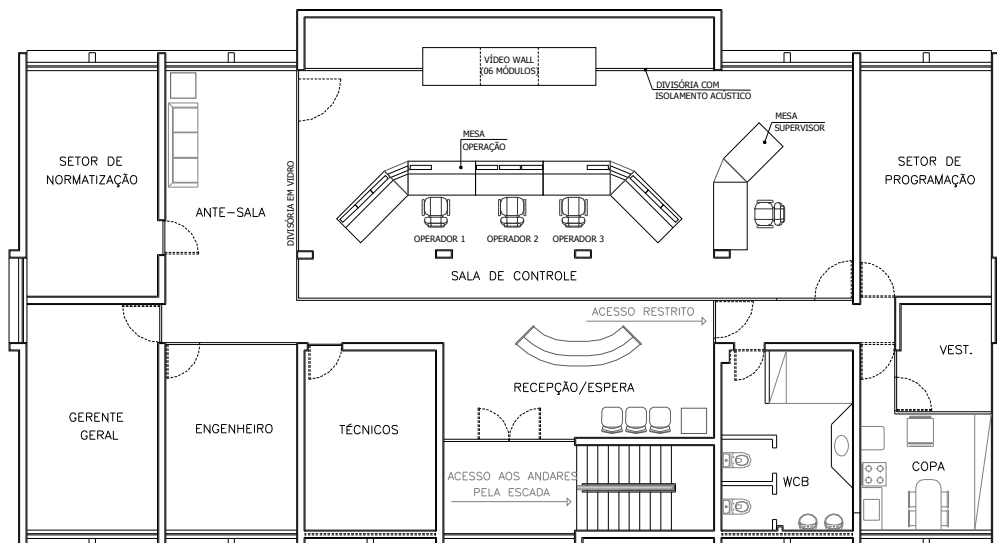 VÍDEO WALL
(06 MÓDULOS)
DIVISÓRIA COM
ISOLAMENTO ACÚSTICO
MESA
SUPERVISOR
MESA
OPERAÇÃO
SETOR DE
NORMATIZAÇÃO
SETOR DE
PROGRAMAÇÃO
ANTE-SALA
DIVISÓRIA EM VIDRO
OPERADOR 1
OPERADOR 2
OPERADOR 3
SALA DE CONTROLE
ACESSO RESTRITO
VEST.
RECEPÇÃO/ESPERA
GERENTE
GERAL
ENGENHEIRO
TÉCNICOS
ACESSO AOS ANDARES
PELA ESCADA
WCB
COPA